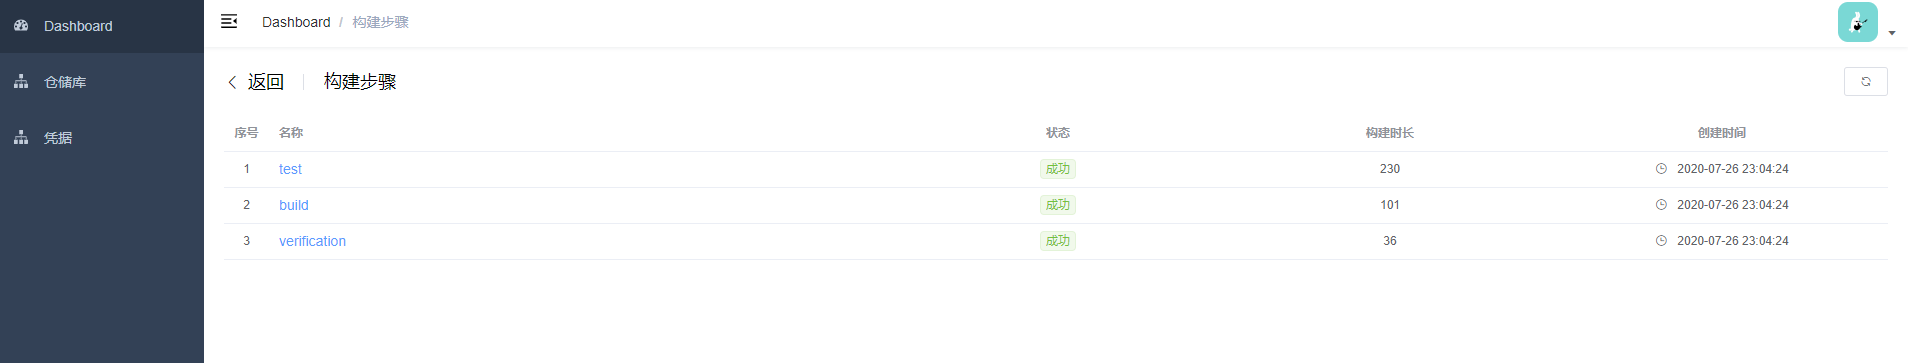 Dashboard
仓储库
凭据
Dashboard / 构建步骤
返回 构建步骤
序号 名称 状态 构建时长 创建时间
1 test 成功 230 2020-07-26 23:04:24
2 build 成功 101 2020-07-26 23:04:24
3 verification 成功 36 2020-07-26 23:04:24